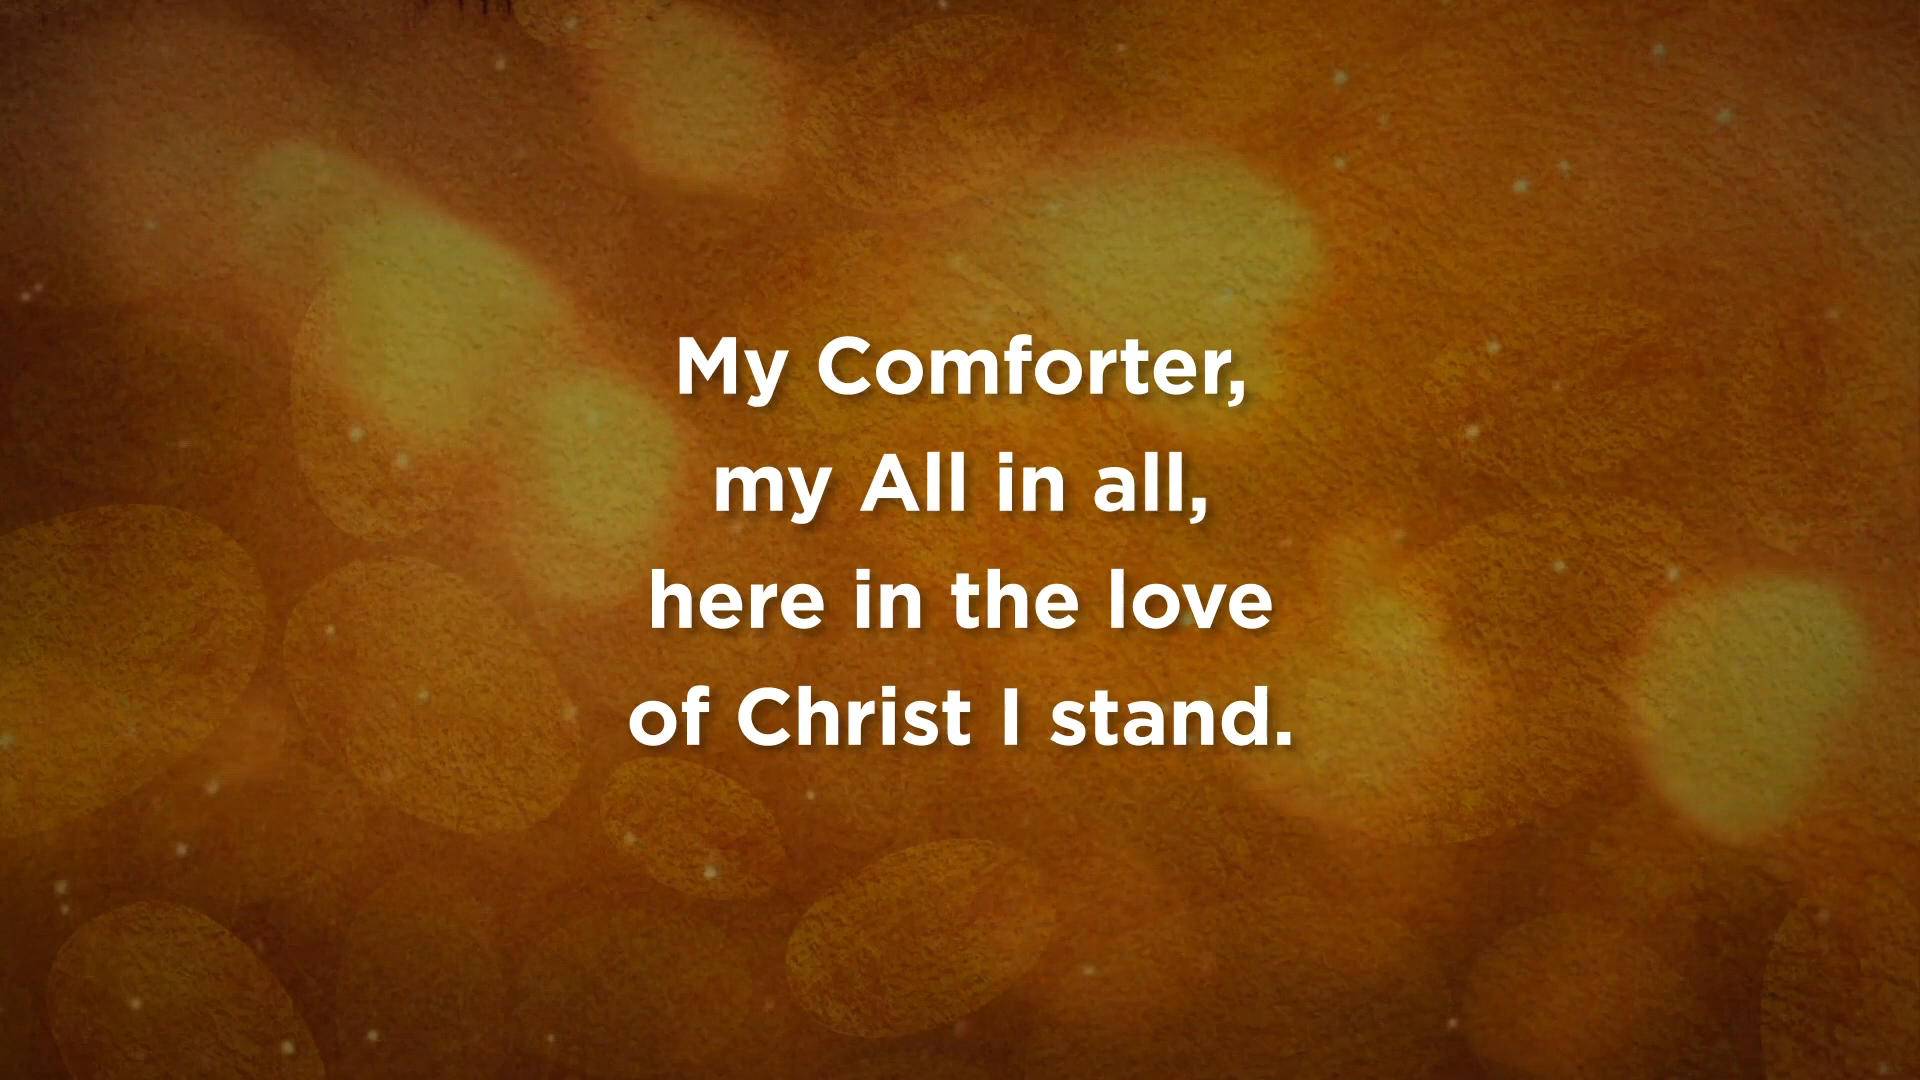 My Comforter,
my All in all,
here in the love
of Christ I stand.